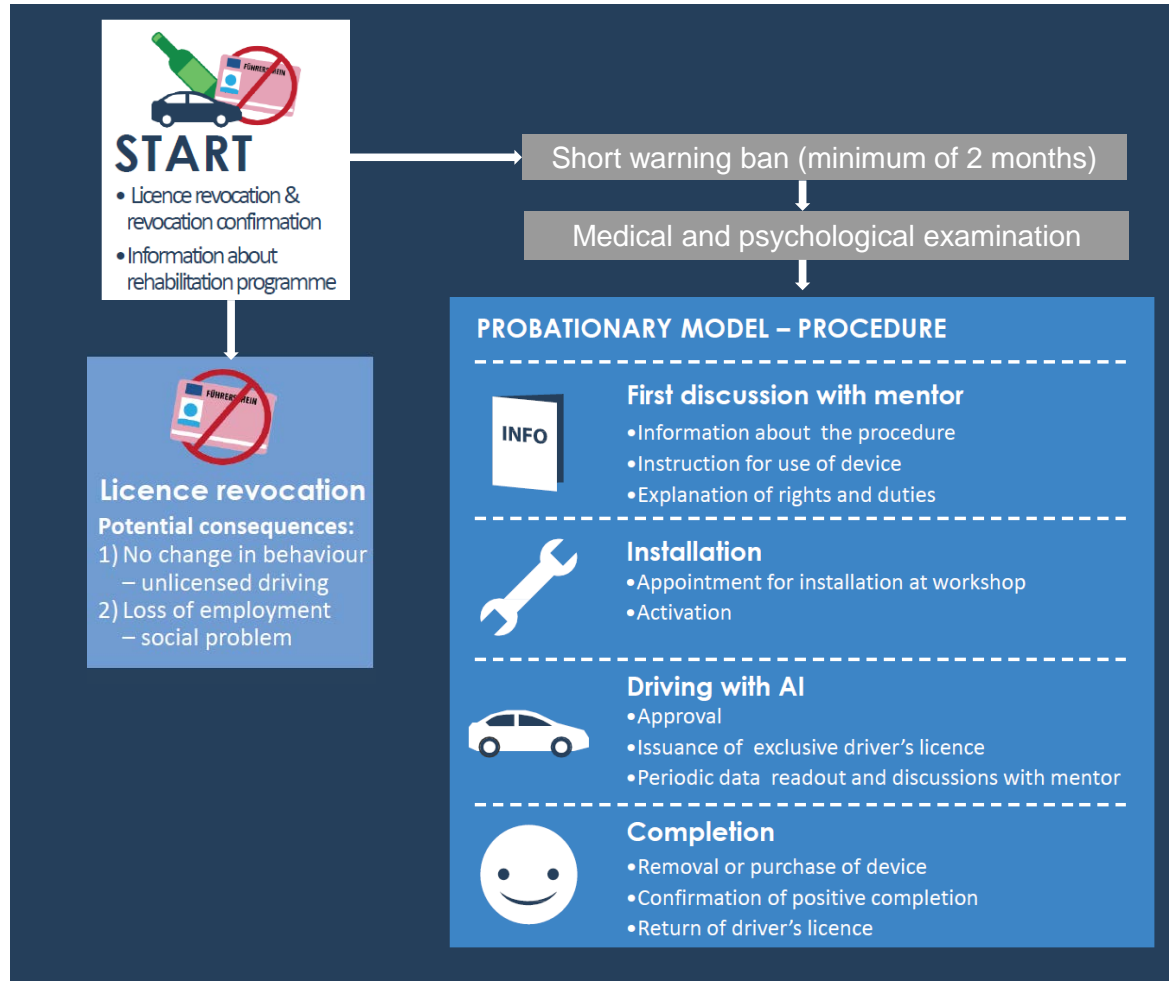 FÜHRERSCHEIN
START
• Licence revocation &
revocation confirmation
•Information about
rehabilitation programme
Short warning ban (minimum of 2 months)
Medical and psychological examination
FÜHRERSCHEIN
Licence revocation
Potential consequences:
1) No change in behaviour
– unlicensed driving
2) Loss of employment
– social problem
PROBATIONARY MODEL – PROCEDURE
INFO
First discussion with mentor
•Information about the procedure
•Instruction for use of device
•Explanation of rights and duties
Installation
•Appointment for installation at workshop
•Activation
Driving with AI
•Approval
•Issuance of exclusive driver's licence
•Periodic data readout and discussions with mentor
Completion
•Removal or purchase of device
•Confirmation of positive completion
•Return of driver's licence